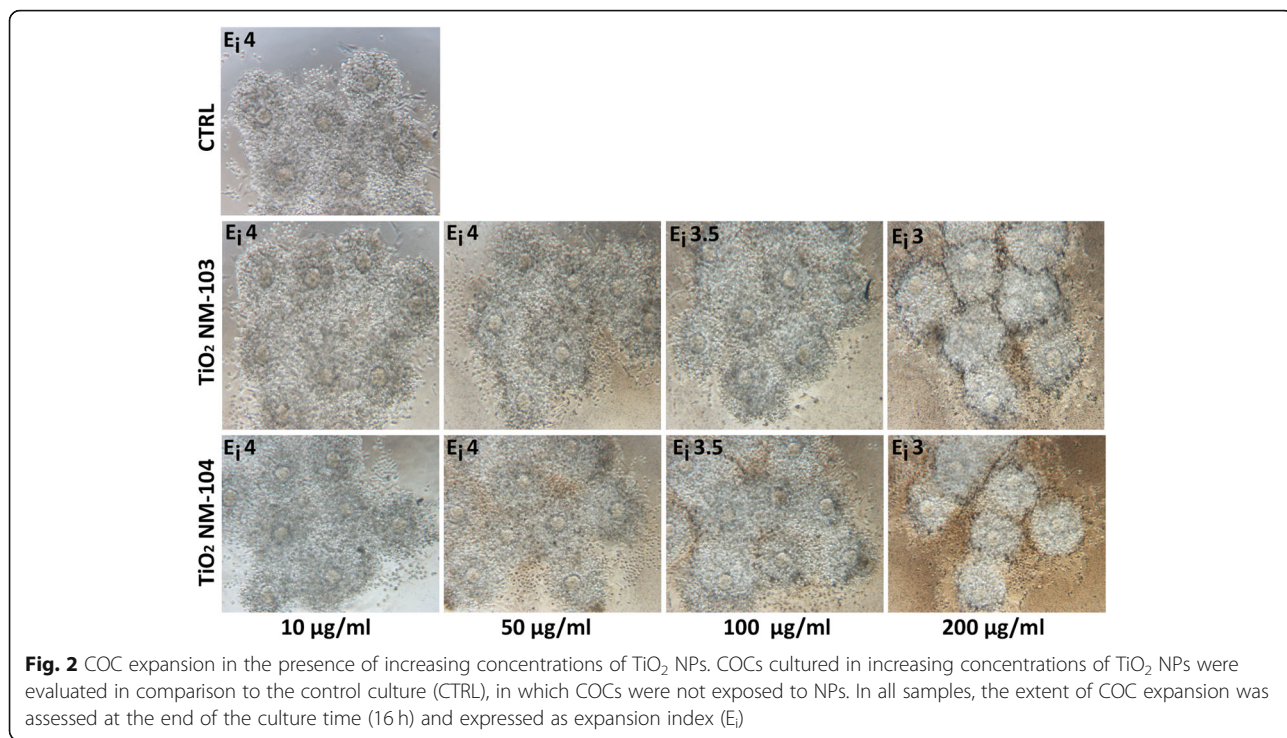 Ei 4
CTRL
Ei 4 Ei 4 Ei 3.5 Ei 3
TiO₂ NM-103
Ei 4 Ei 4 Ei 3.5 Ei 3
TiO₂ NM-104
10 µg/ml 50 µg/ml 100 µg/ml 200 µg/ml
Fig. 2 COC expansion in the presence of increasing concentrations of TiO₂ NPs. COCs cultured in increasing concentrations of TiO₂ NPs were
evaluated in comparison to the control culture (CTRL), in which COCs were not exposed to NPs. In all samples, the extent of COC expansion was
assessed at the end of the culture time (16 h) and expressed as expansion index (Ei)